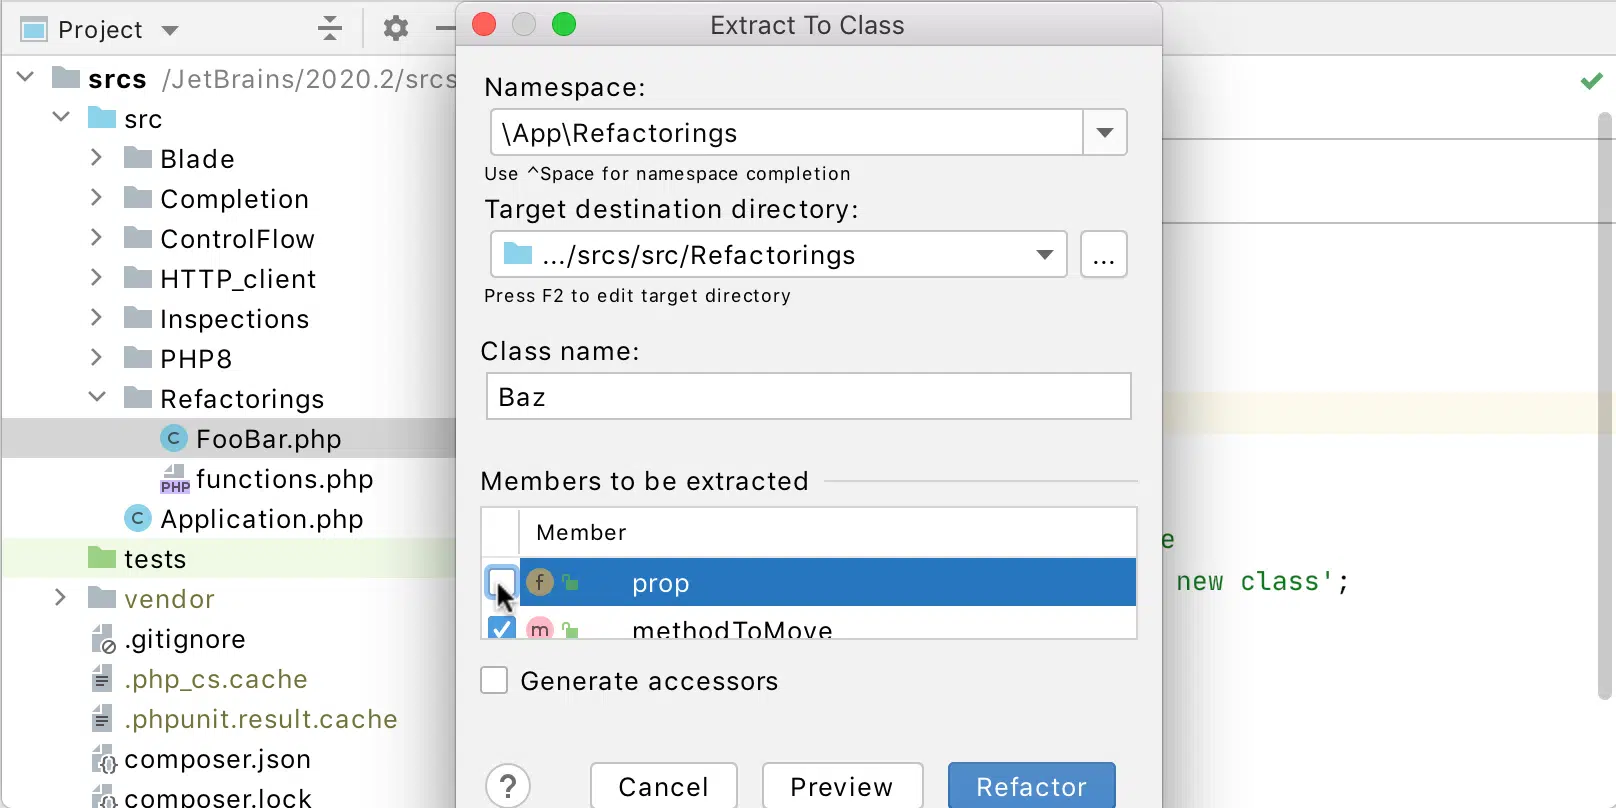 Project
srcs /JetBrains/2020.2/srcs
src
Blade
Completion
ControlFlow
HTTP_client
Inspections
PHP8
Refactorings
C FooBar.php
PHP functions.php
C Application.php
tests
vendor
.gitignore
.php_cs.cache
.phpunit.result.cache
composer.json
composer.lock
Extract To Class
Namespace:
\App\Refactorings
Use ^Space for namespace completion
Target destination directory:
.../srcs/src/Refactorings
...
Press F2 to edit target directory
Class name:
Baz
Members to be extracted
Member
f prop
m methodToMove
Generate accessors
? Cancel Preview Refactor
e
new class';